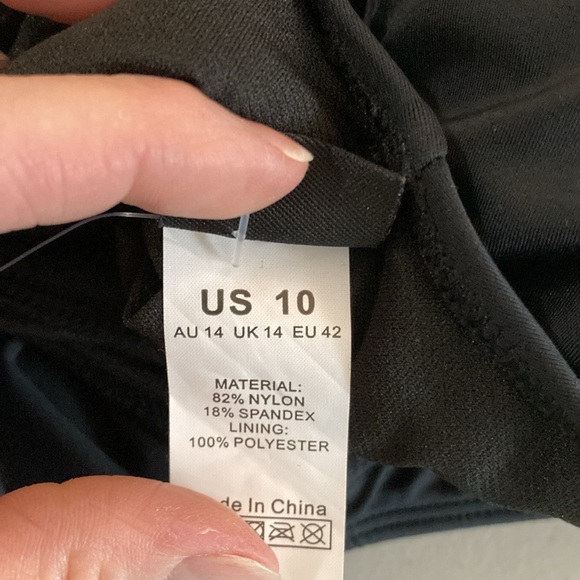 US 10
AU 14 UK 14 EU 42
MATERIAL:
82% NYLON
18% SPANDEX
LINING:
100% POLYESTER
de In China